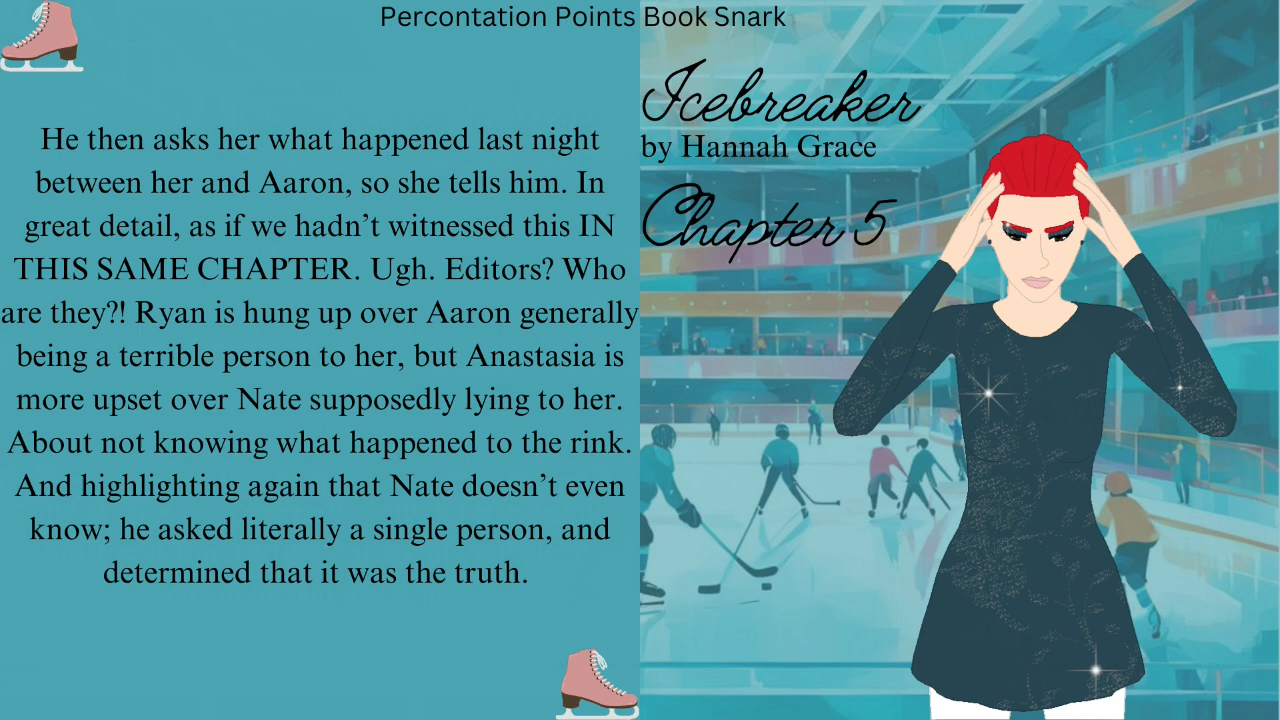 Percontation Points Book Snark
He then asks her what happened last night
between her and Aaron, so she tells him. In
great detail, as if we hadn’t witnessed this IN
THIS SAME CHAPTER. Ugh. Editors? Who
are they?! Ryan is hung up over Aaron generally
being a terrible person to her, but Anastasia is
more upset over Nate supposedly lying to her.
About not knowing what happened to the rink.
And highlighting again that Nate doesn’t even
know; he asked literally a single person, and
determined that it was the truth.
Icebreaker
by Hannah Grace
Chapter 5